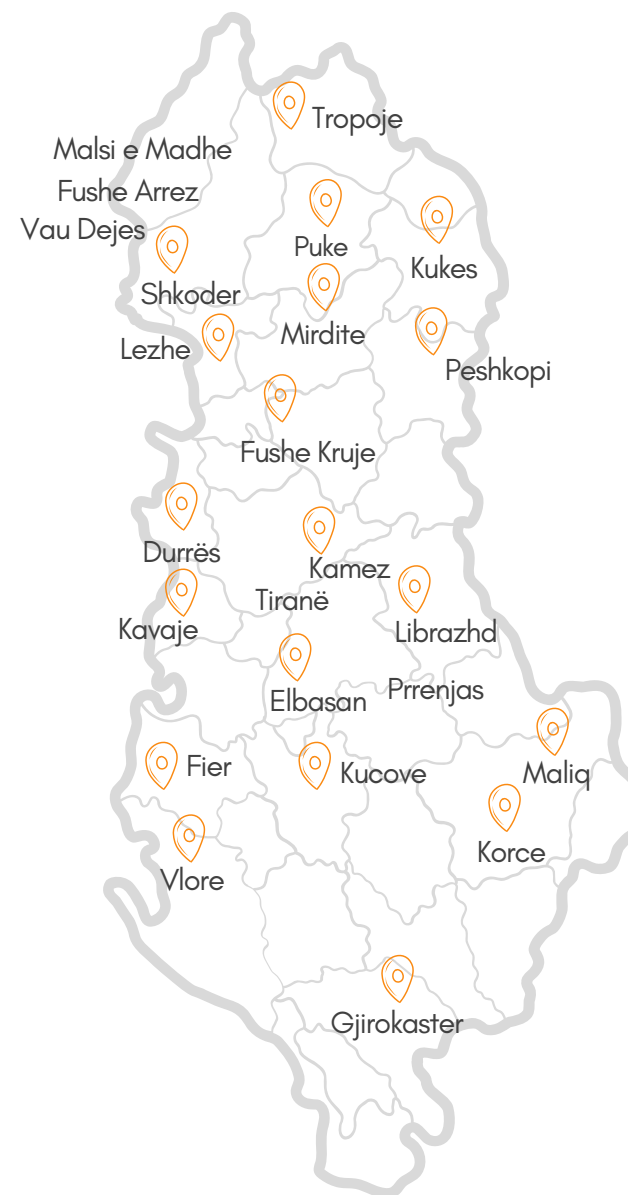 Tropoje
Malsi e Madhe
Fushe Arrez
Vau Dejes
Puke
Kukes
Shkoder
Mirdite
Lezhe
Peshkopi
Fushe Kruje
Durrës
Kamez
Tiranë
Kavaje
Librazhd
Elbasan
Prrenjas
Fier
Kucove
Maliq
Korce
Vlore
Gjirokaster